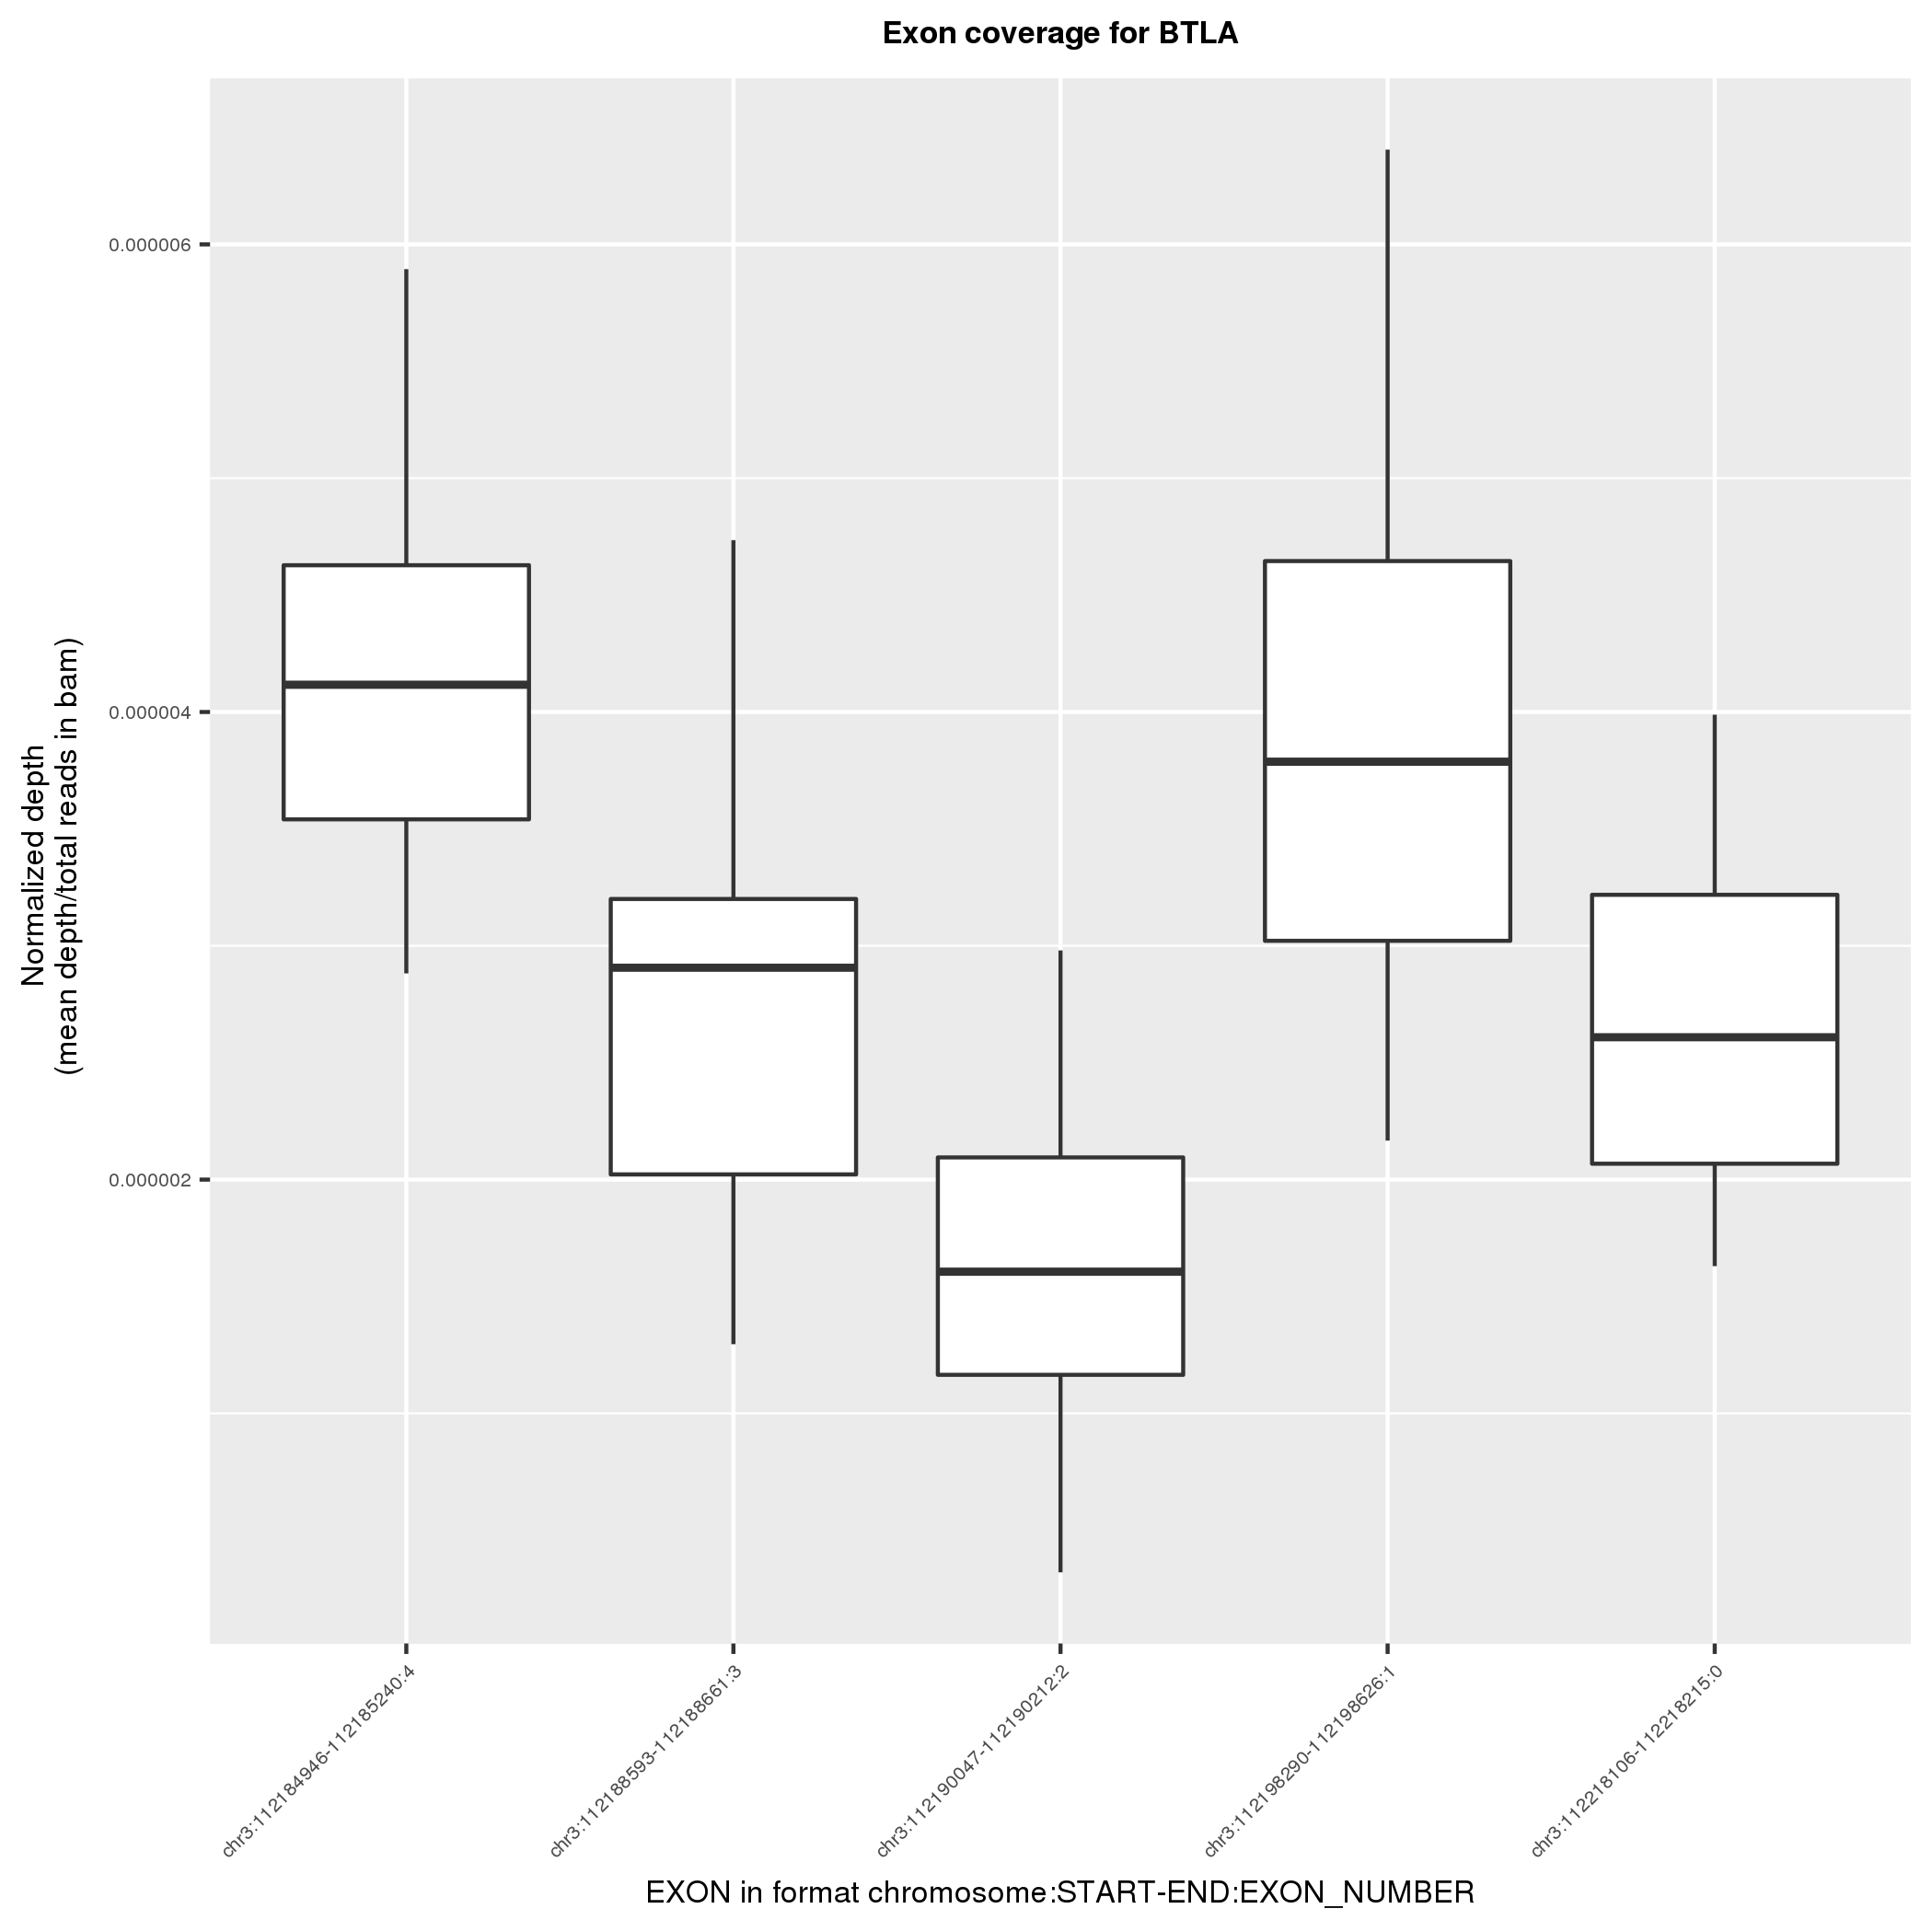 Exon coverage for BTLA
Normalized depth
(mean depth/total reads in bam)
0.000006
0.000004
0.000002
chr3:112184946-112185240:4
chr3:112188593-112188661:3
chr3:112190047-112190212:2
chr3:112198290-112198626:1
chr3:112218106-112218215:0
EXON in format chromosome:START-END:EXON_NUMBER